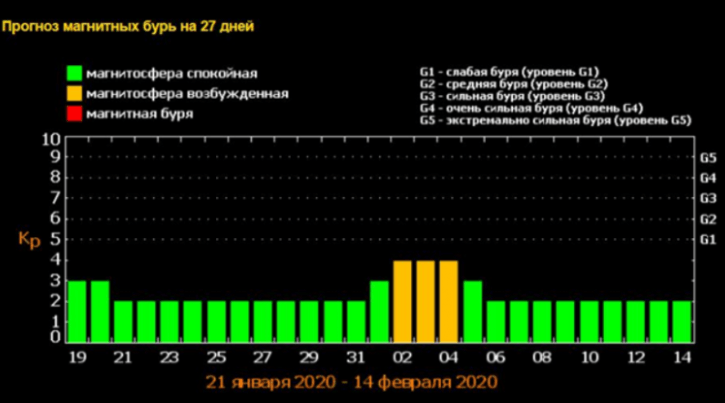 Прогноз магнитных бурь на 27 дней
магнитосфера спокойная
магнитосфера возбужденная
магнитная буря
G1 - слабая буря (уровень G1)
G2 - средняя буря (уровень G2)
G3 - сильная буря (уровень G3)
G4 - очень сильная буря (уровень G4)
G5 - экстремально сильная буря (уровень G5)
10
9 G5
8 G4
7 G3
6 G2
Kp 5 G1
4
3
2
1
0
19 21 23 25 27 29 31 02 04 06 08 10 12 14
21 января 2020 - 14 февраля 2020